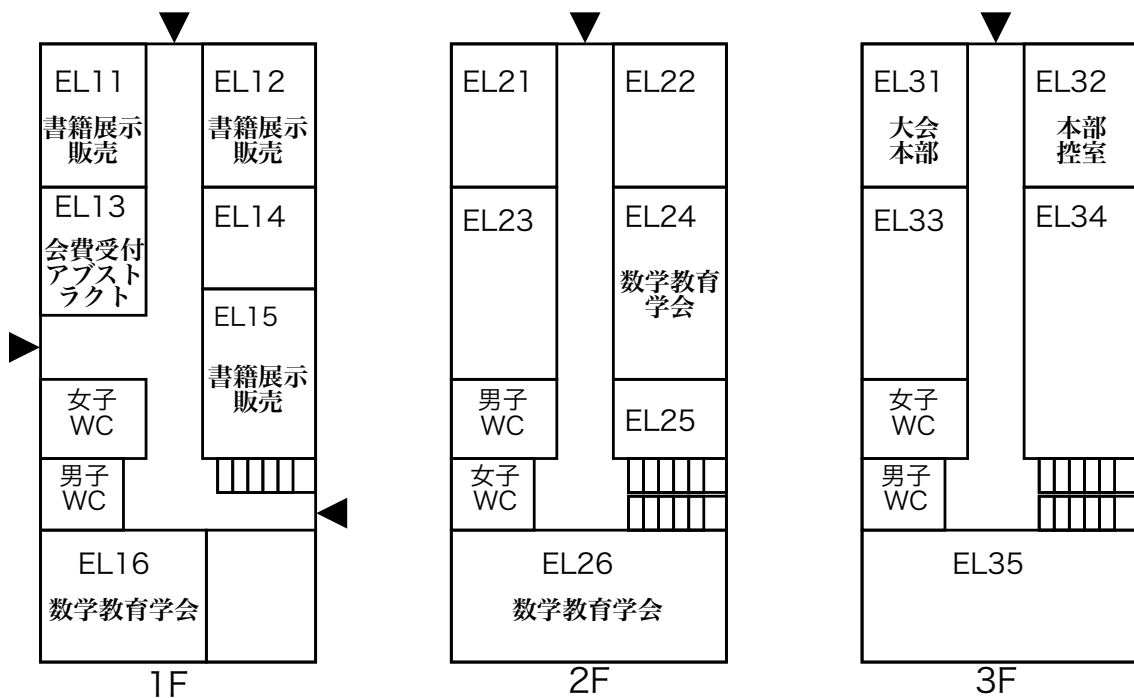 EL11
書籍展示
販売
EL12
書籍展示
販売
EL13
会費受付
アブスト
ラクト
EL14
EL15
書籍展示
販売
女子
WC
男子
WC
EL16
数学教育学会
1F
EL21
EL22
EL23
EL24
数学教育
学会
男子
WC
EL25
女子
WC
EL26
数学教育学会
2F
EL31
大会
本部
EL32
本部
控室
EL33
EL34
女子
WC
男子
WC
EL35
3F